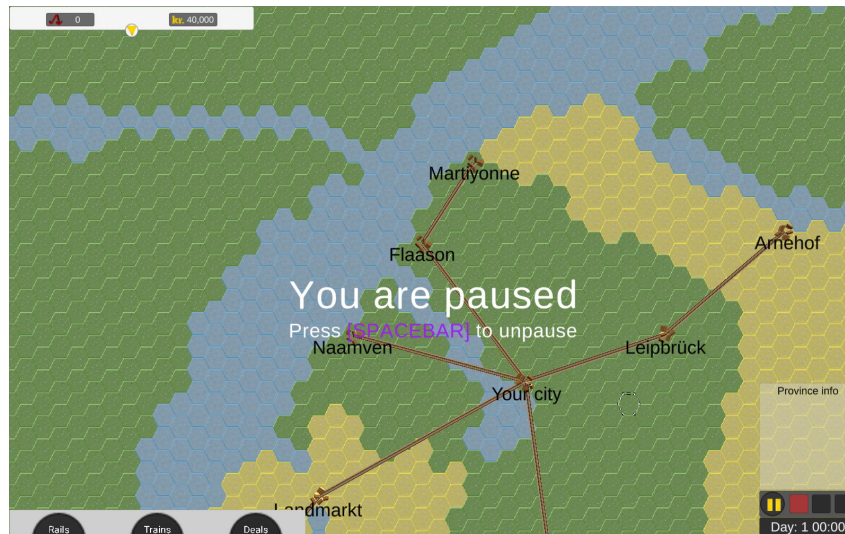 0
kr. 40,000
Martiyonne
Arnehof
Flaason
You are paused
Press [SPACEBAR] to unpause
Naamven
Leipbrück
Your city
Province info
Landmarkt
Rails
Trains
Deals
Day: 1 00:00